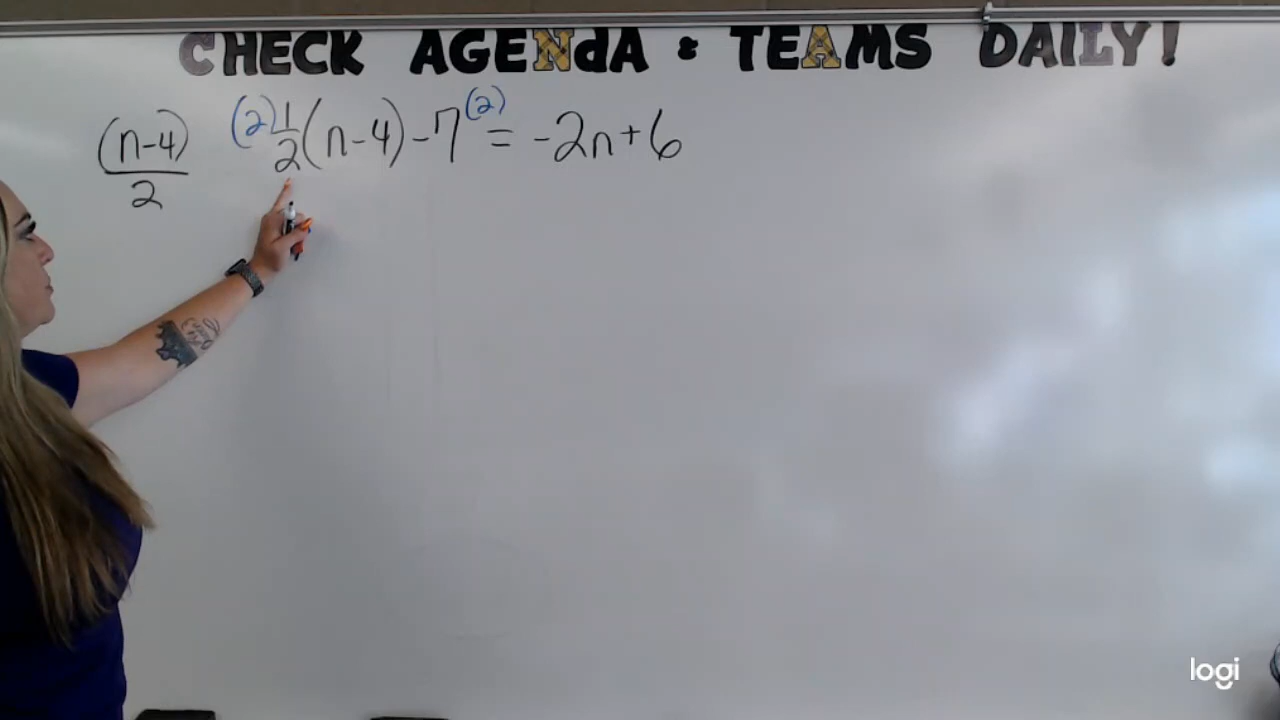 CHECK AGENdA & TEAMS DAILY!
(n-4)/2 (2)1/2(n-4)-7(2) = -2n+6
logi